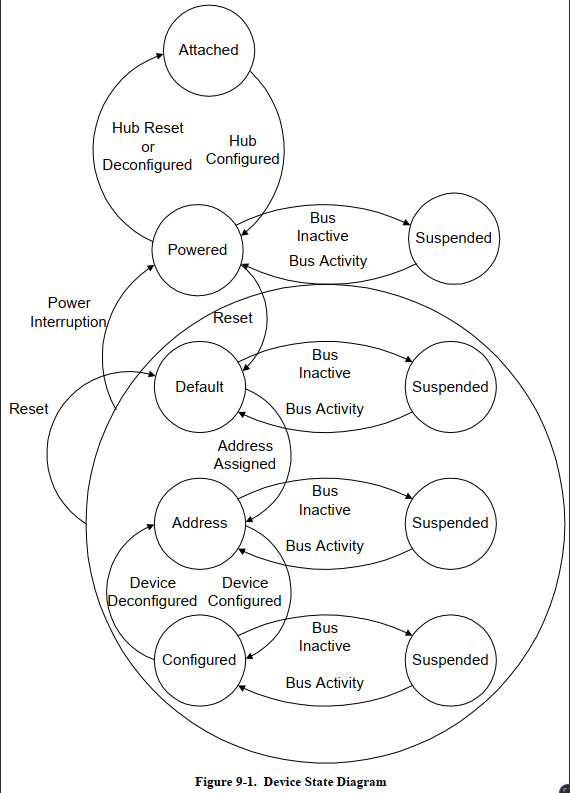 Attached
Hub Reset
or
Deconfigured
Hub
Configured
Powered
Bus
Inactive
Bus Activity
Suspended
Power
Interruption
Reset
Default
Bus
Inactive
Bus Activity
Suspended
Reset
Address
Assigned
Address
Bus
Inactive
Bus Activity
Suspended
Device
Deconfigured
Device
Configured
Configured
Bus
Inactive
Bus Activity
Suspended
Figure 9-1. Device State Diagram